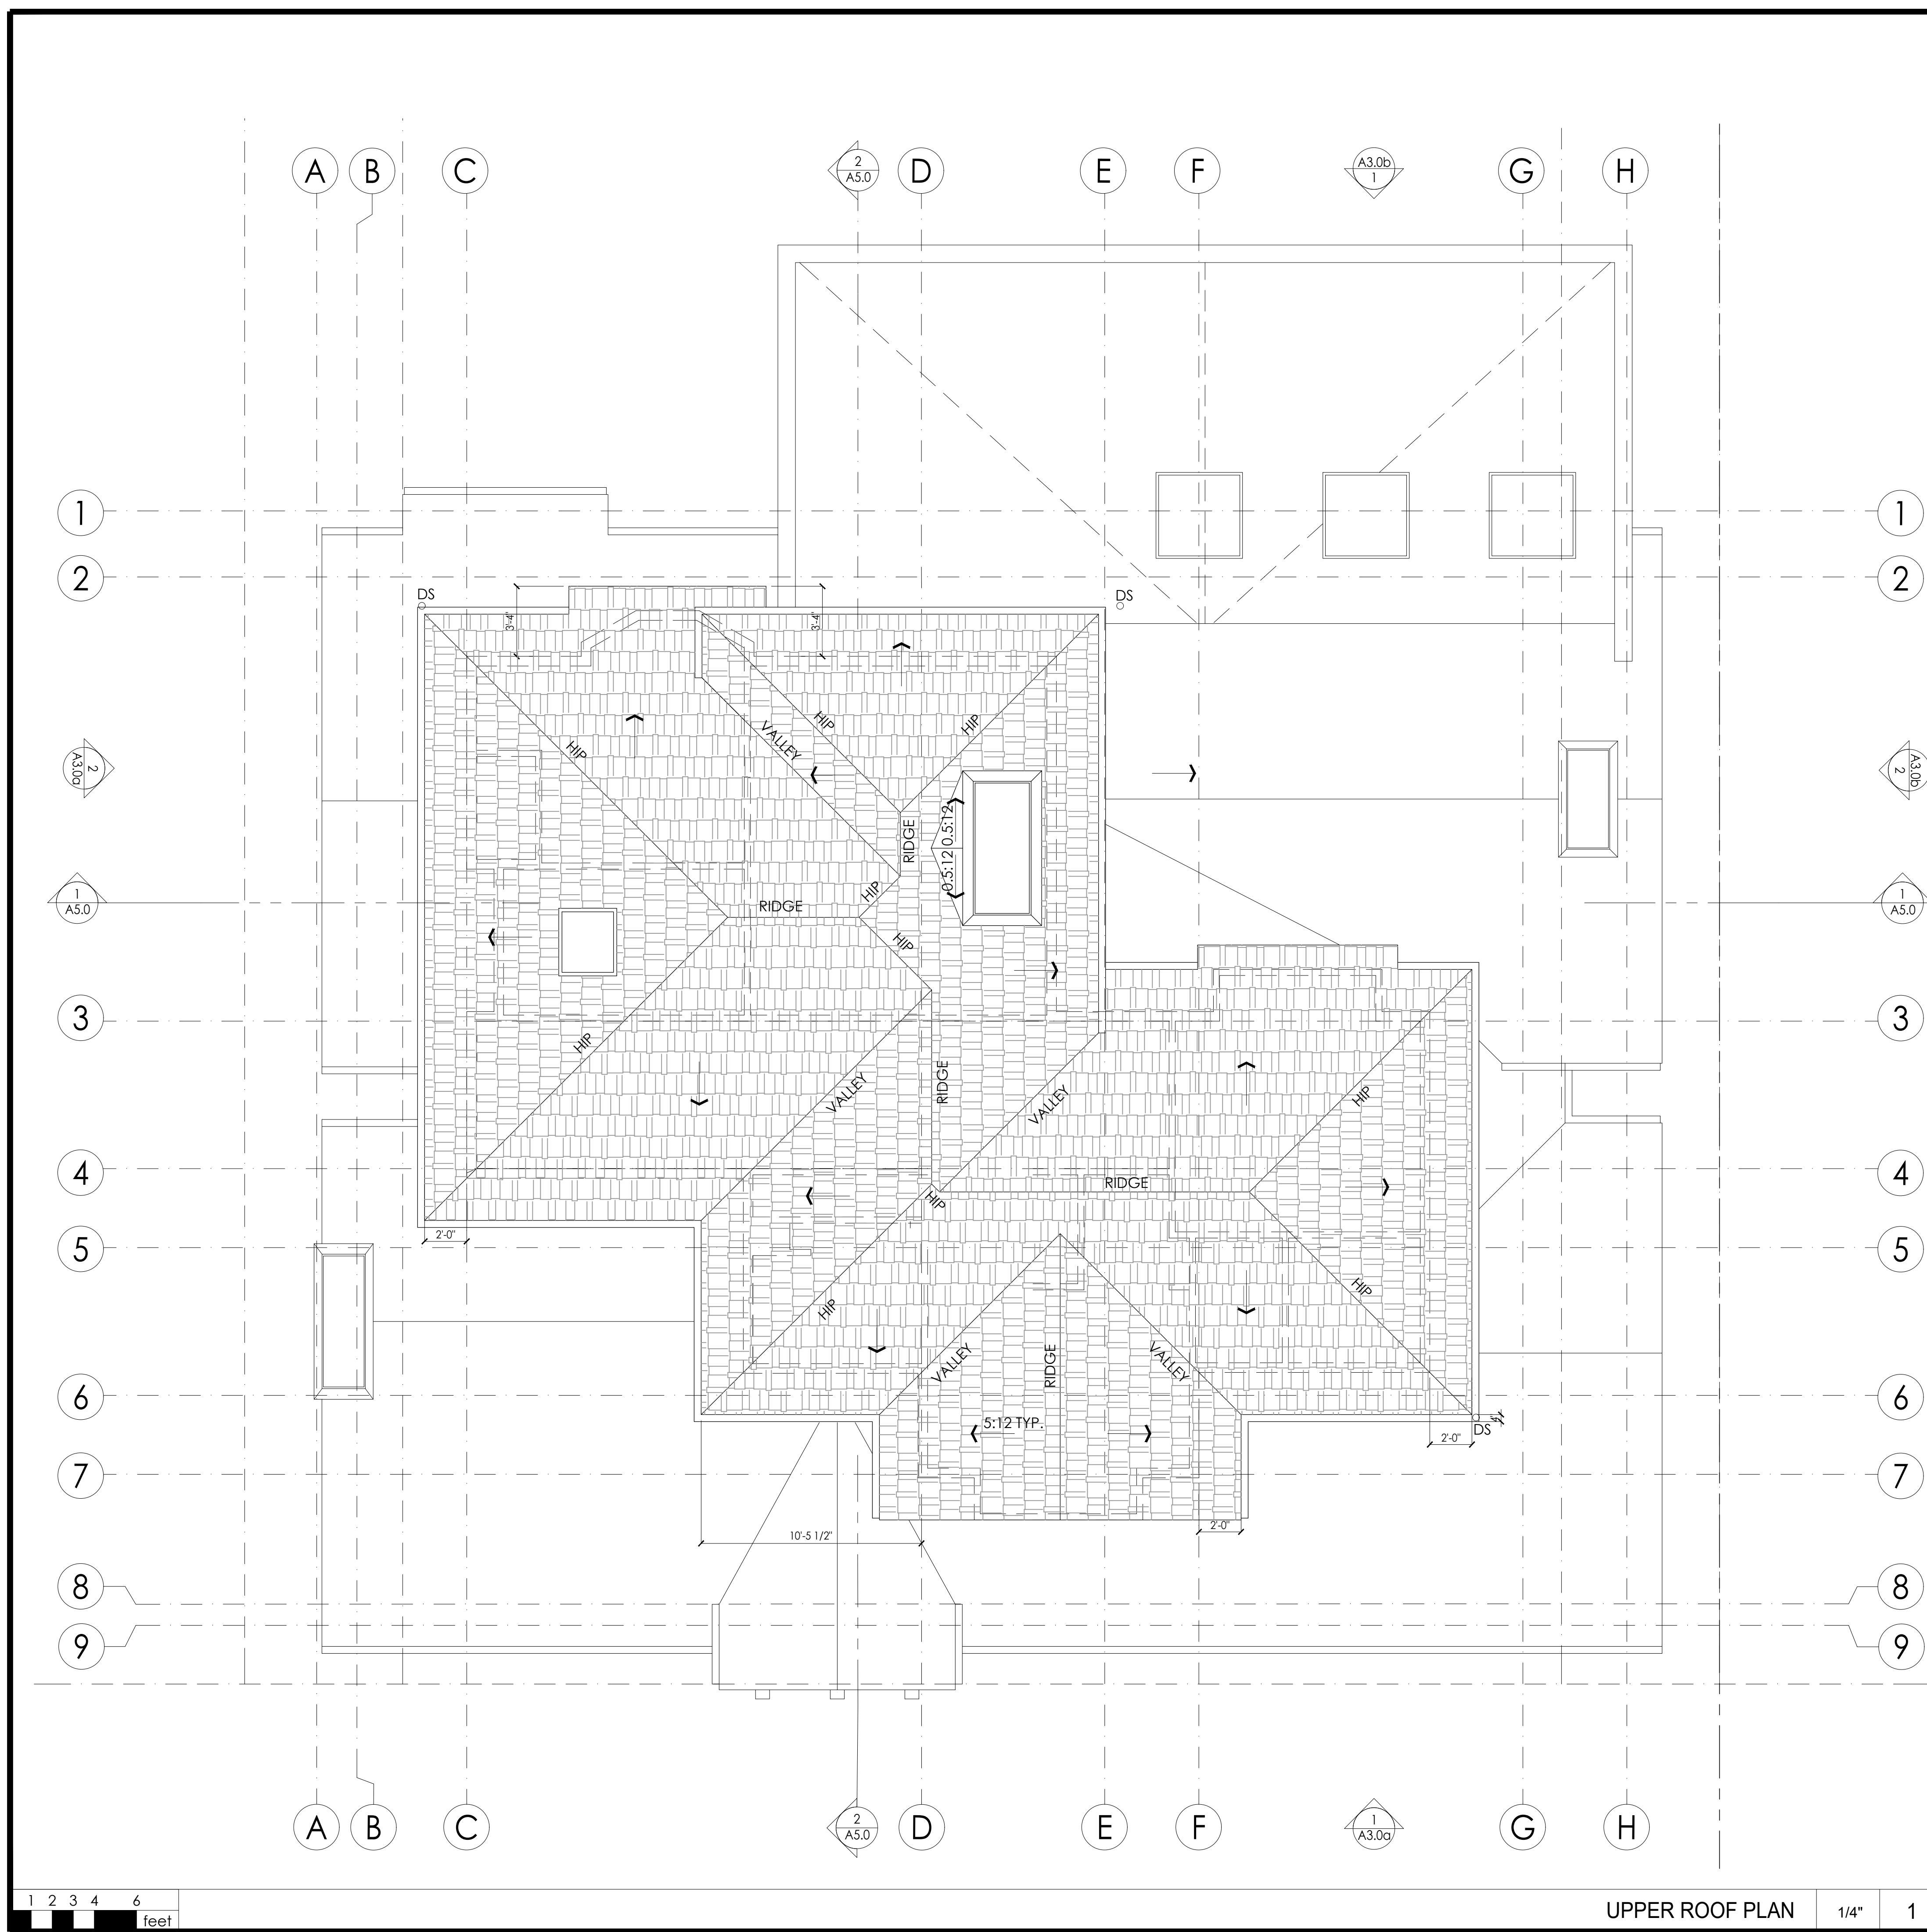 A B C 2 A5.0 D E F A3.0b 1 G H
1 1
2 2
DS DS
3'-4" 3'-4"
HIP HIP HIP
VALLEY
2 A3.0a
A3.0b 2
RIDGE
0.5:12 0.5:12
HIP
1 A5.0
RIDGE
1 A5.0
HIP
3 3
HIP
RIDGE
VALLEY
VALLEY
HIP
4 4
RIDGE
HIP
5 2'-0" 5
HIP
HIP
VALLEY
RIDGE
VALLEY
6 6
5:12 TYP.
DS
2'-0"
7 7
2'-0"
10'-5 1/2"
8 8
9 9
A B C 2 A5.0 D E F 1 A3.0a G H
1 2 3 4 6
feet
UPPER ROOF PLAN 1/4" 1